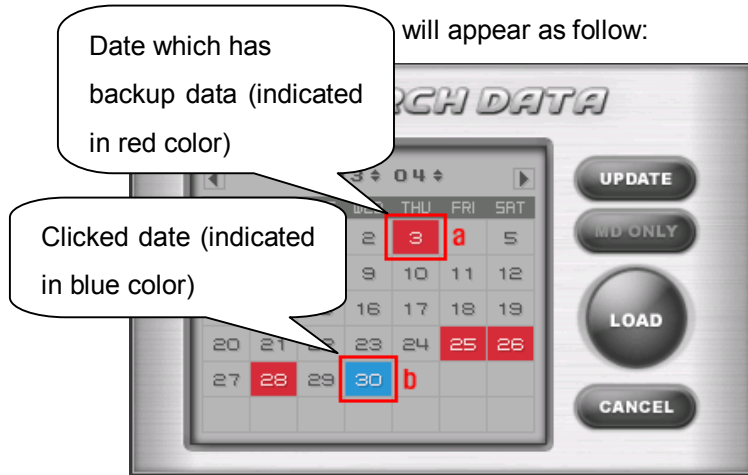 will appear as follow:
Date which has
backup data (indicated
in red color)
RCH DATA
3 04
UPDATE
WED THU FRI SAT
MD ONLY
2 3 a 5
Clicked date (indicated
in blue color)
9 10 11 12
16 17 18 19
LOAD
20 21 22 23 24 25 26
27 28 29 30 b
CANCEL